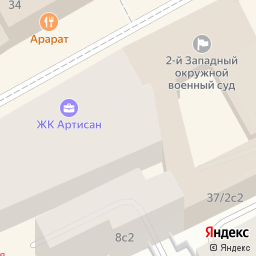 34
Арарат
2-й Западный
окружной
военный суд
ЖК Артисан
37/2с2
8с2
Яндекс
© Яндекс